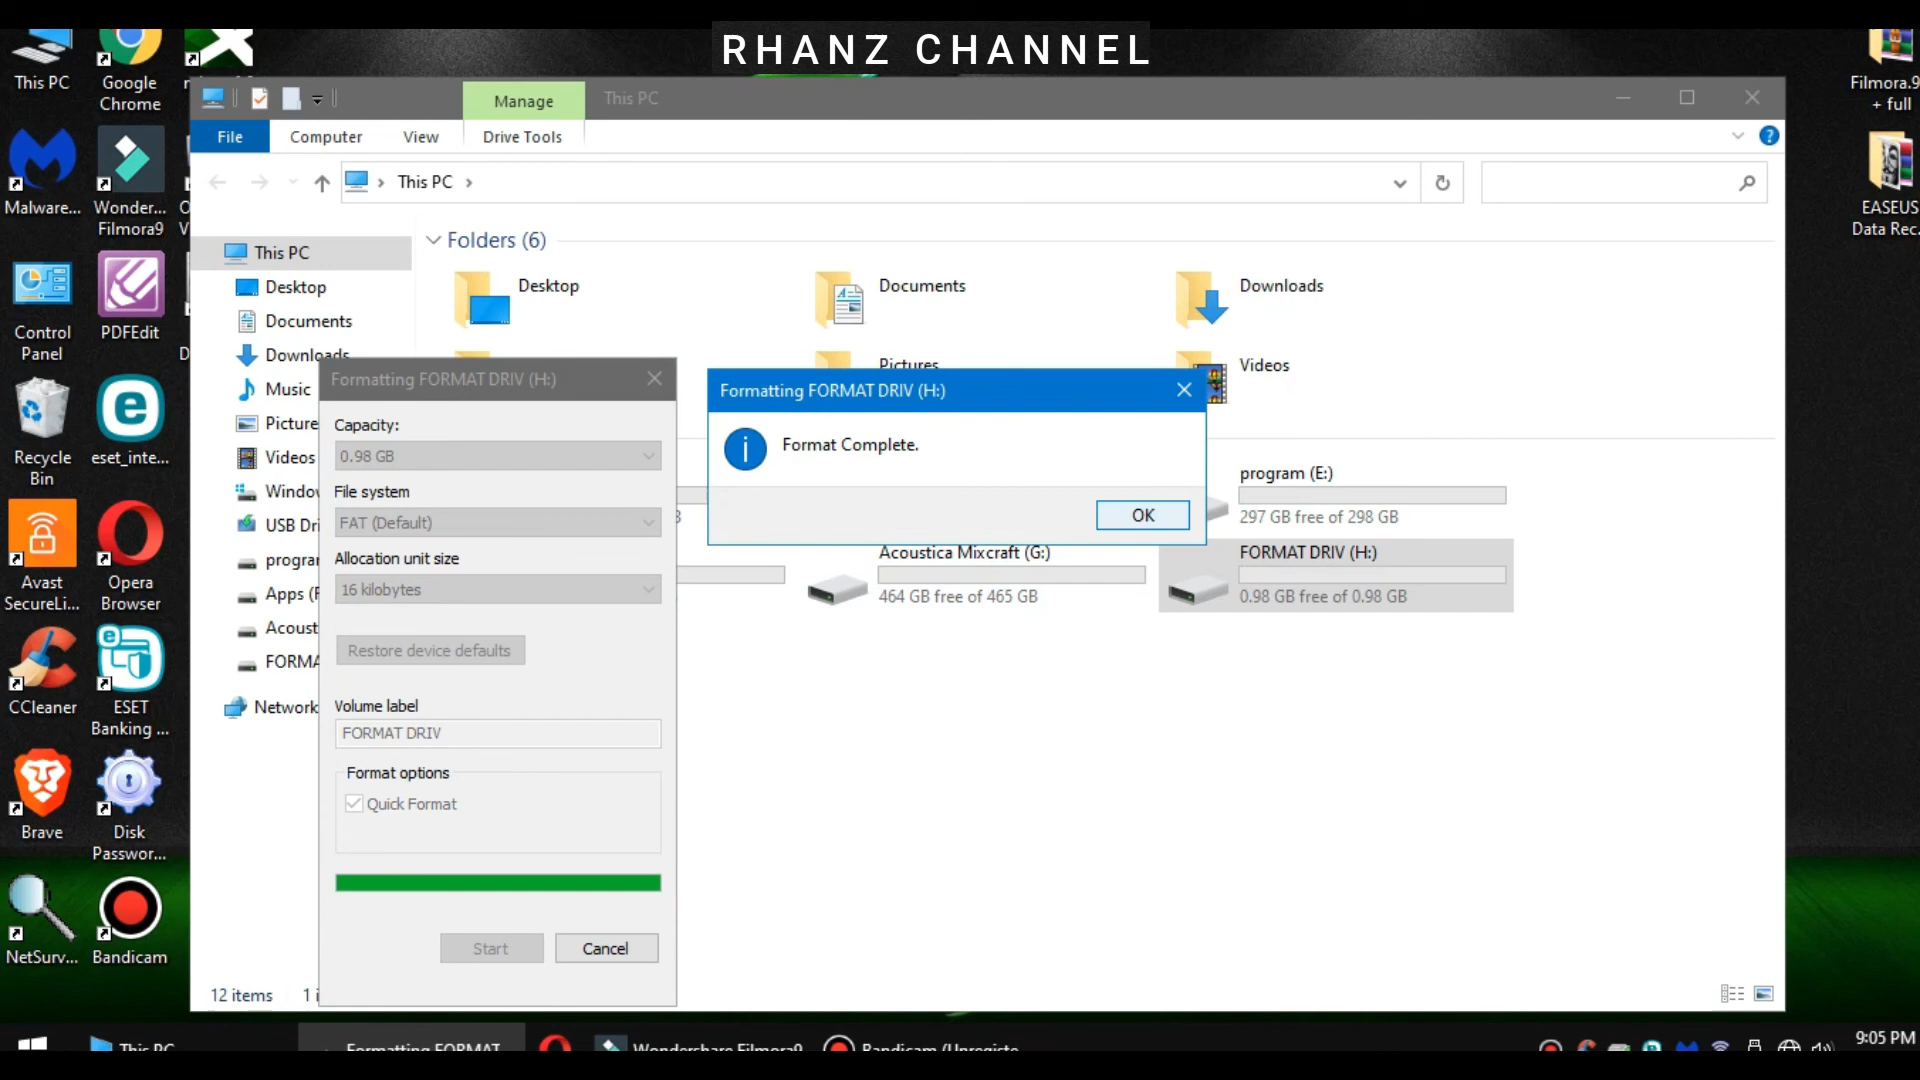 RHANZ CHANNEL
This PC
Google
Chrome
Malware...
Wonder...
Filmora9
Control
Panel
PDFEdit
Recycle
Bin
eset_inte...
Avast
SecureLi...
Opera
Browser
CCleaner
ESET
Banking ...
Brave
Disk
Passwor...
NetSurv...
Bandicam
Filmora.9
+ full
EASEUS
Data Rec.
Manage
This PC
File
Computer
View
Drive Tools
This PC
This PC
Desktop
Documents
Downloads
Music
Picture
Videos
Window
USB Dri
program
Apps (F
Acoust
FORMA
Network
Folders (6)
Desktop
Documents
Downloads
Pictures
Videos
program (E:)
297 GB free of 298 GB
Acoustica Mixcraft (G:)
464 GB free of 465 GB
FORMAT DRIV (H:)
0.98 GB free of 0.98 GB
Formatting FORMAT DRIV (H:)
Capacity:
0.98 GB
File system
FAT (Default)
Allocation unit size
16 kilobytes
Restore device defaults
Volume label
FORMAT DRIV
Format options
Quick Format
Start
Cancel
Formatting FORMAT DRIV (H:)
Format Complete.
OK
12 items
1 i
This PC
Formatting FORMAT
Wondershare Filmora9
Bandicam (Unregiste
9:05 PM